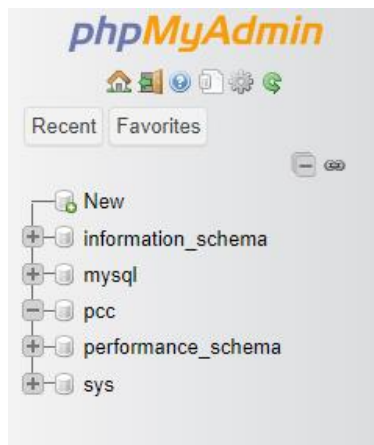 phpMyAdmin
Recent Favorites
New
information_schema
mysql
pcc
performance_schema
sys